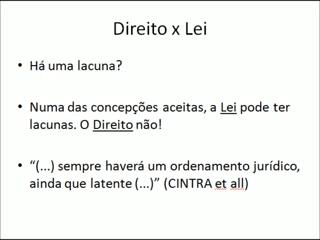 Direito x Lei
• Há uma lacuna?
• Numa das concepções aceitas, a Lei pode ter
lacunas. O Direito não!
• “(...) sempre haverá um ordenamento jurídico,
ainda que latente (...)” (CINTRA et all)